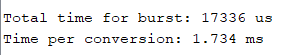 Total time for burst: 17336 us
Time per conversion: 1.734 ms